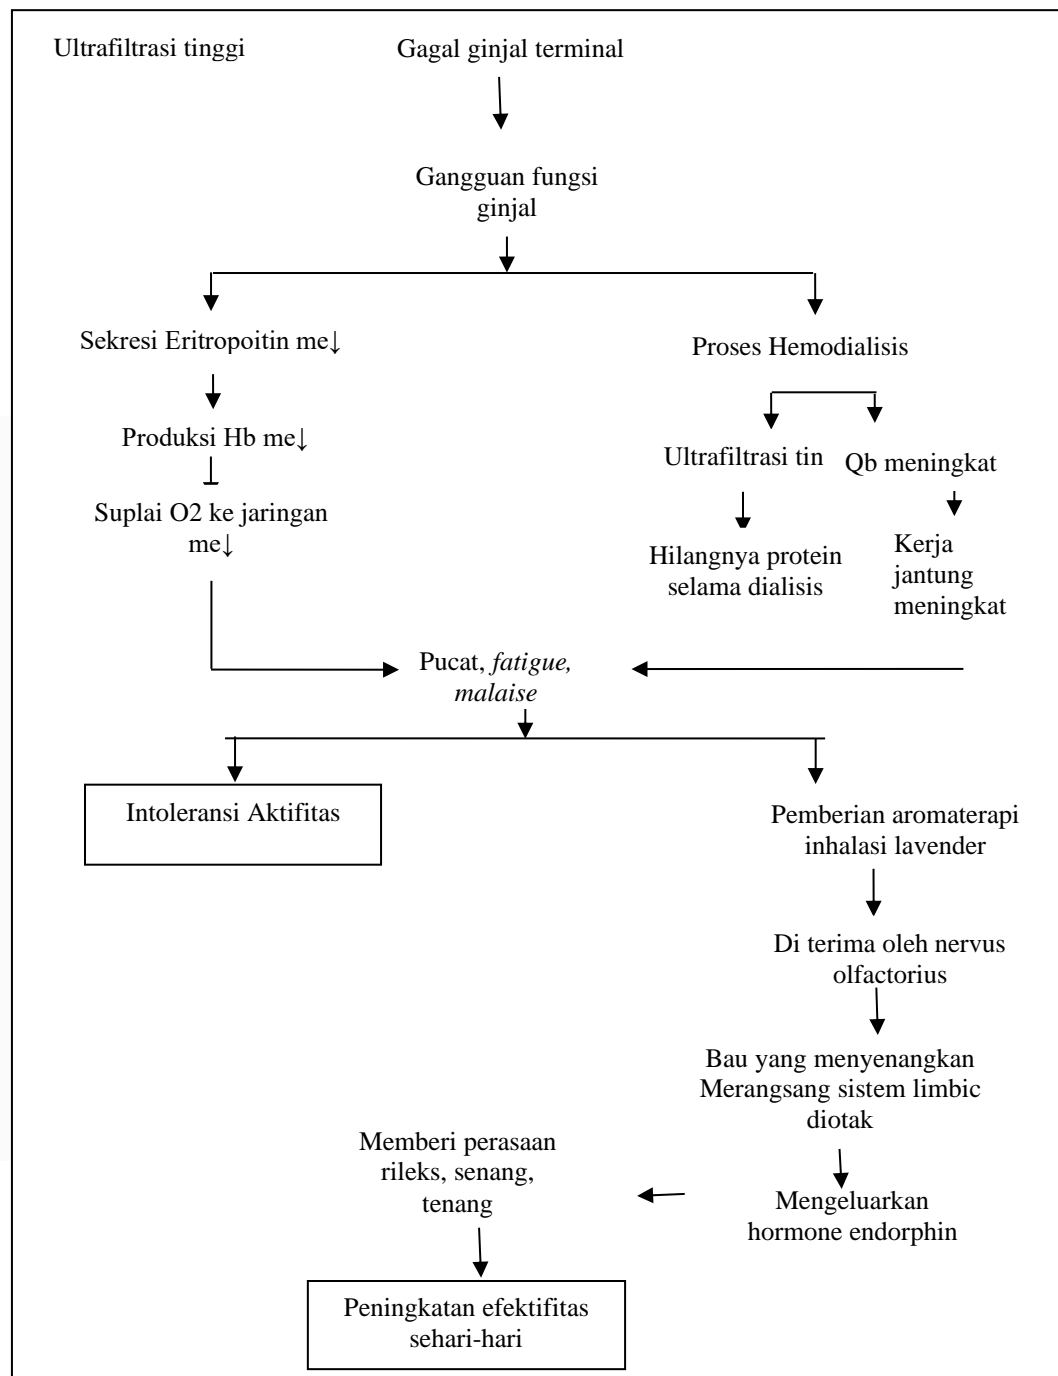 Ultrafiltrasi tinggi
Gagal ginjal terminal
Gangguan fungsi
ginjal
Sekresi Eritropoitin me↓
Proses Hemodialisis
Produksi Hb me↓
Ultrafiltrasi tin
Qb meningkat
Suplai O2 ke jaringan
me↓
Hilangnya protein
selama dialisis
Kerja
jantung
meningkat
Pucat, fatigue,
malaise
Intoleransi Aktifitas
Pemberian aromaterapi
inhalasi lavender
Di terima oleh nervus
olfactorius
Bau yang menyenangkan
Merangsang sistem limbic
diotak
Mengeluarkan
hormone endorphin
Memberi perasaan
rileks, senang,
tenang
Peningkatan efektifitas
sehari-hari